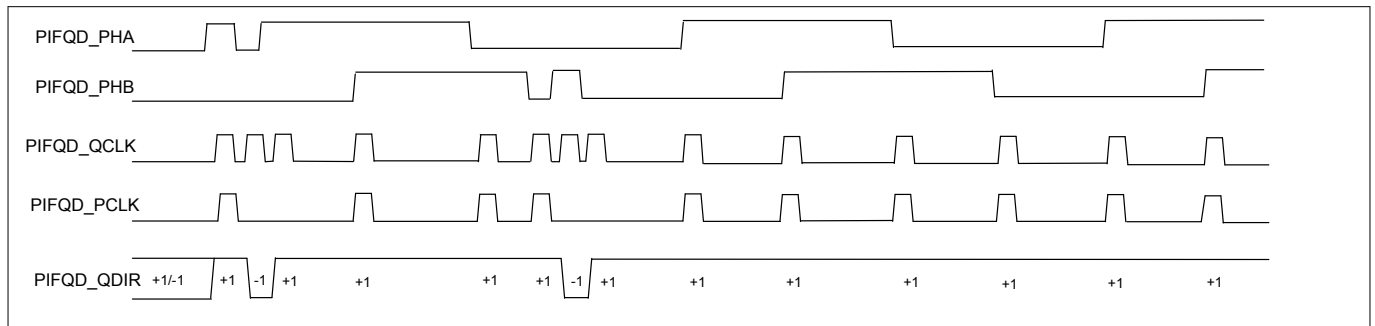 PIFQD_PHA
PIFQD_PHB
PIFQD_QCLK
PIFQD_PCLK
PIFQD_QDIR +1/-1 +1 -1 +1 +1 +1 +1 -1 +1 +1 +1 +1 +1 +1 +1